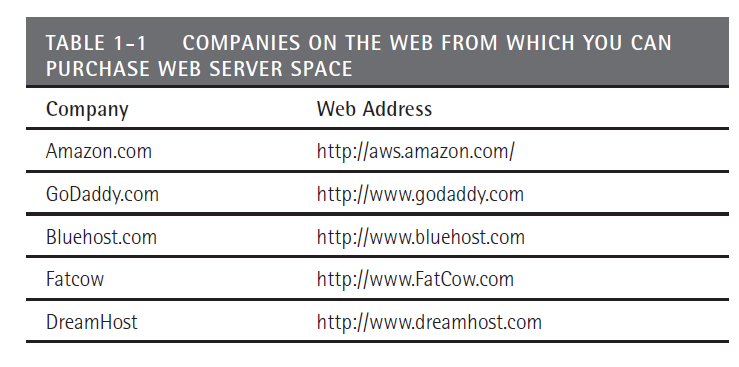 TABLE 1-1 COMPANIES ON THE WEB FROM WHICH YOU CAN
PURCHASE WEB SERVER SPACE
Company Web Address
Amazon.com http://aws.amazon.com/
GoDaddy.com http://www.godaddy.com
Bluehost.com http://www.bluehost.com
Fatcow http://www.FatCow.com
DreamHost http://www.dreamhost.com